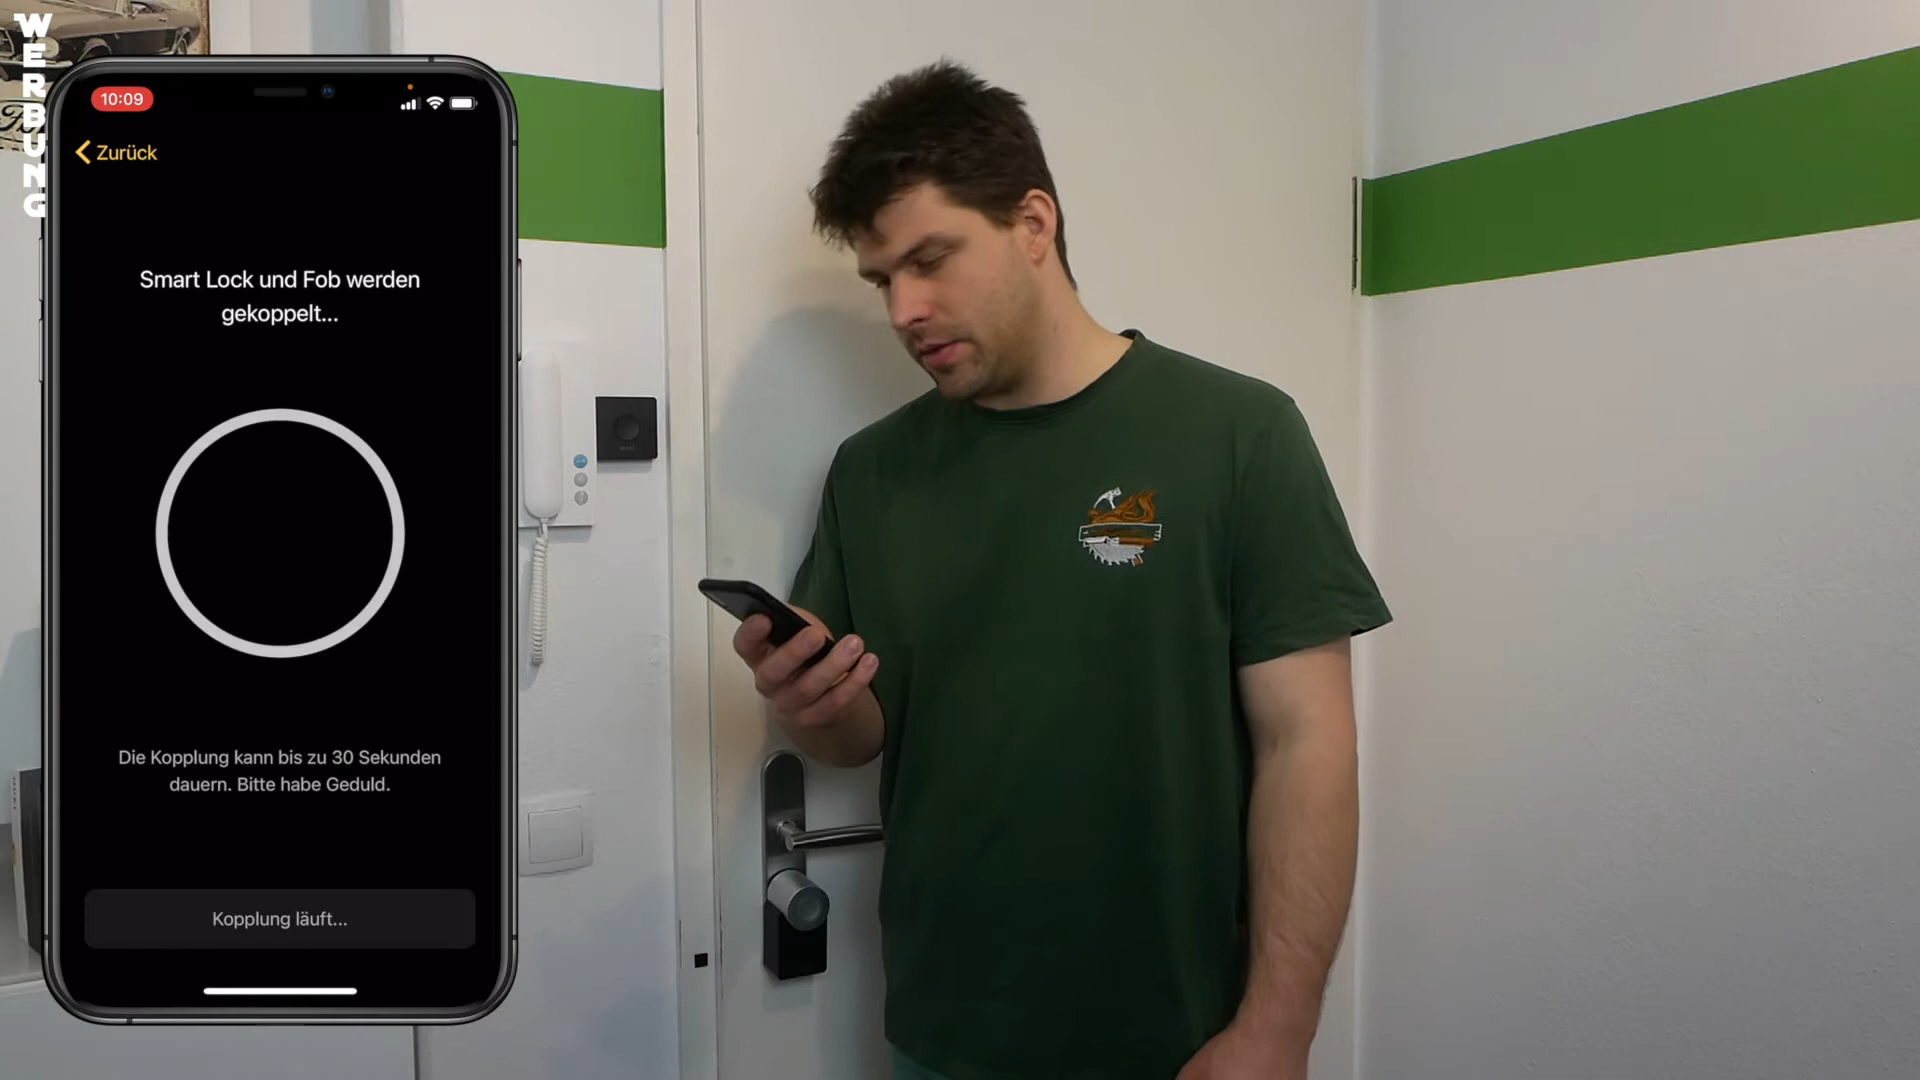 WERBUNG
10:09
Zurück
Smart Lock und Fob werden
gekoppelt...
Die Kopplung kann bis zu 30 Sekunden
dauern. Bitte habe Geduld.
Kopplung läuft...